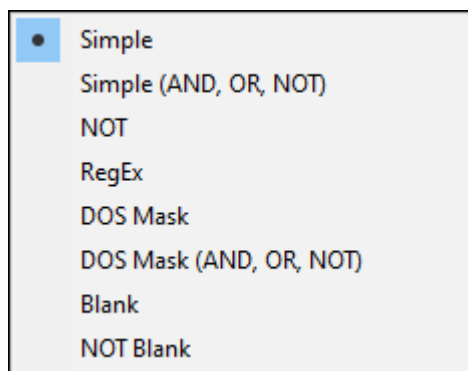 Simple
Simple (AND, OR, NOT)
NOT
RegEx
DOS Mask
DOS Mask (AND, OR, NOT)
Blank
NOT Blank